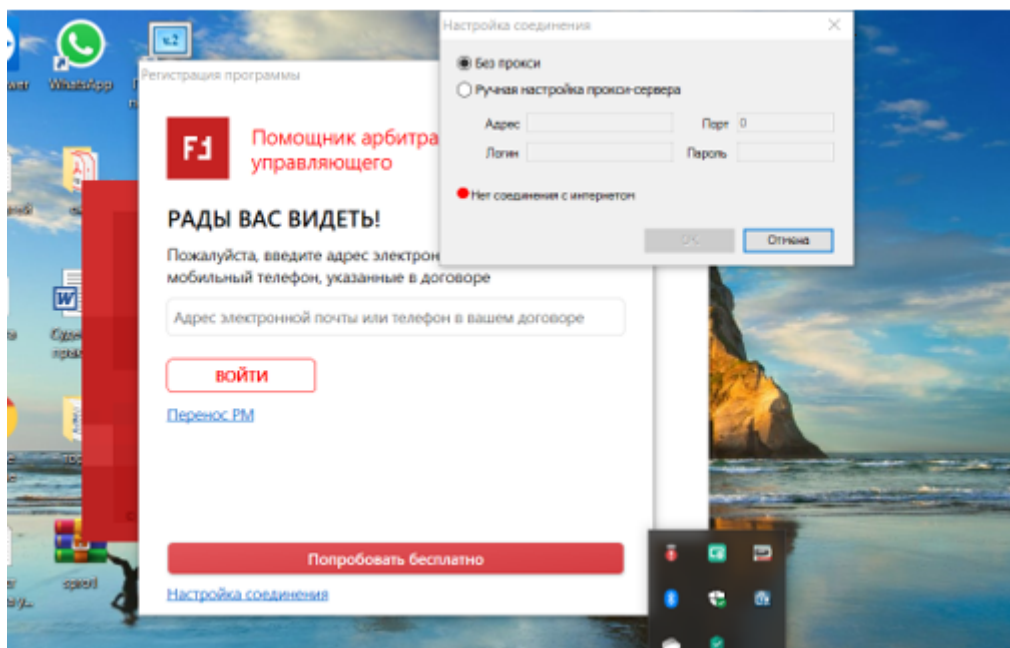 Настройка соединения
Без прокси
Ручная настройка прокси-сервера
Адрес
Порт 0
Логин
Пароль
Нет соединения с интернетом
OK
Отмена
v.2
WhatsApp
Регистрация программы
Помощник арбитра
управляющего
РАДЫ ВАС ВИДЕТЬ!
Пожалуйста, введите адрес электрон
мобильный телефон, указанные в договоре
Адрес электронной почты или телефон в вашем договоре
ВОЙТИ
Перенос РМ
Попробовать бесплатно
Настройка соединения